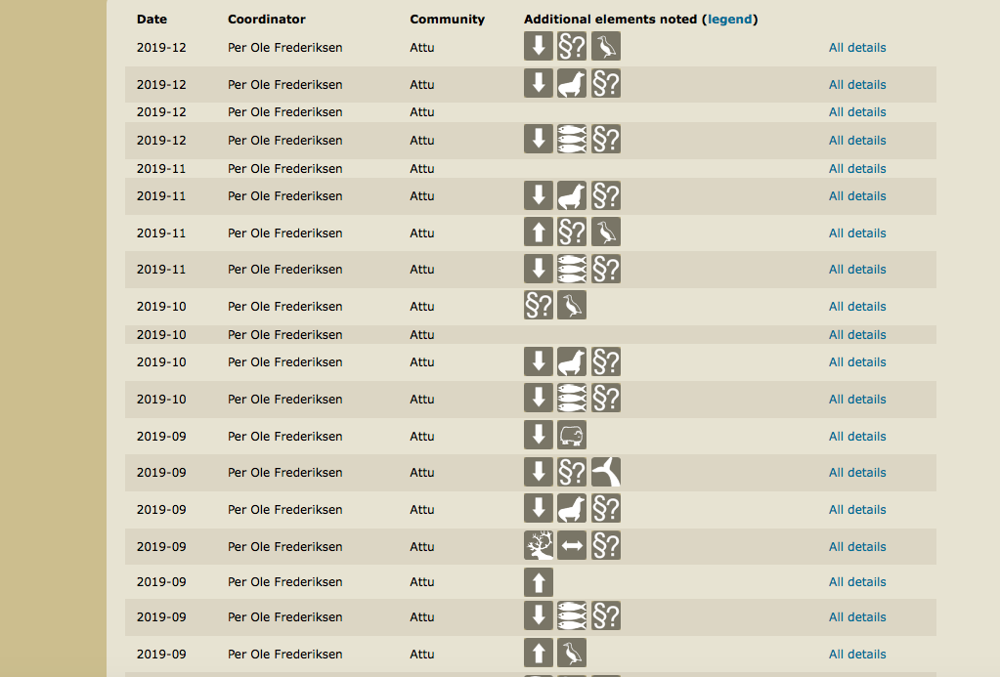 Date Coordinator Community Additional elements noted (legend)
2019-12 Per Ole Frederiksen Attu §? All details
2019-12 Per Ole Frederiksen Attu §? All details
2019-12 Per Ole Frederiksen Attu All details
2019-12 Per Ole Frederiksen Attu §? All details
2019-11 Per Ole Frederiksen Attu All details
2019-11 Per Ole Frederiksen Attu §? All details
2019-11 Per Ole Frederiksen Attu §? All details
2019-11 Per Ole Frederiksen Attu §? All details
2019-10 Per Ole Frederiksen Attu §? All details
2019-10 Per Ole Frederiksen Attu All details
2019-10 Per Ole Frederiksen Attu §? All details
2019-10 Per Ole Frederiksen Attu §? All details
2019-09 Per Ole Frederiksen Attu All details
2019-09 Per Ole Frederiksen Attu §? All details
2019-09 Per Ole Frederiksen Attu §? All details
2019-09 Per Ole Frederiksen Attu §? All details
2019-09 Per Ole Frederiksen Attu All details
2019-09 Per Ole Frederiksen Attu §? All details
2019-09 Per Ole Frederiksen Attu All details